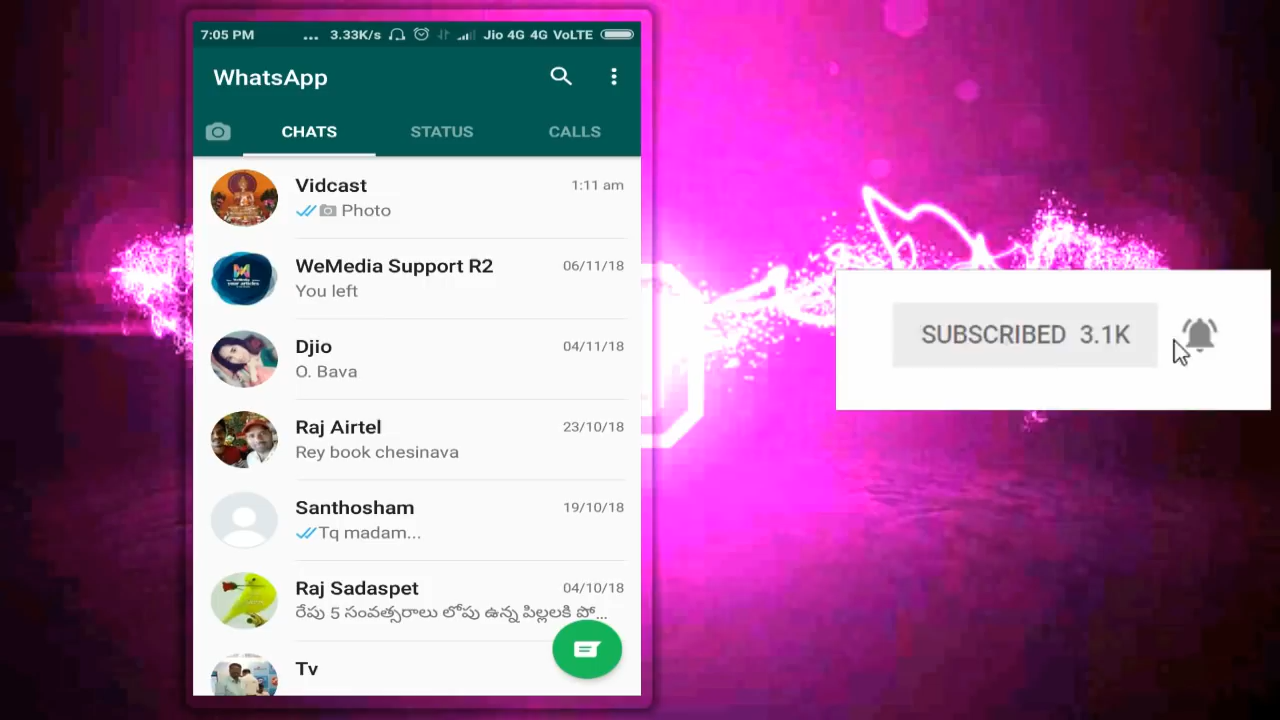 7:05 PM ... 3.33K/s Jio 4G 4G VoLTE
WhatsApp
CHATS STATUS CALLS
Vidcast 1:11 am
Photo
WeMedia Support R2 06/11/18
You left
Djio 04/11/18
O. Bava
Raj Airtel 23/10/18
Rey book chesinava
Santhosham 19/10/18
Tq madam...
Raj Sadaspet 04/10/18
రేపు 5 సంవత్సరాలు లోపు ఉన్న పిల్లలకి పో...
Tv
SUBSCRIBED 3.1K